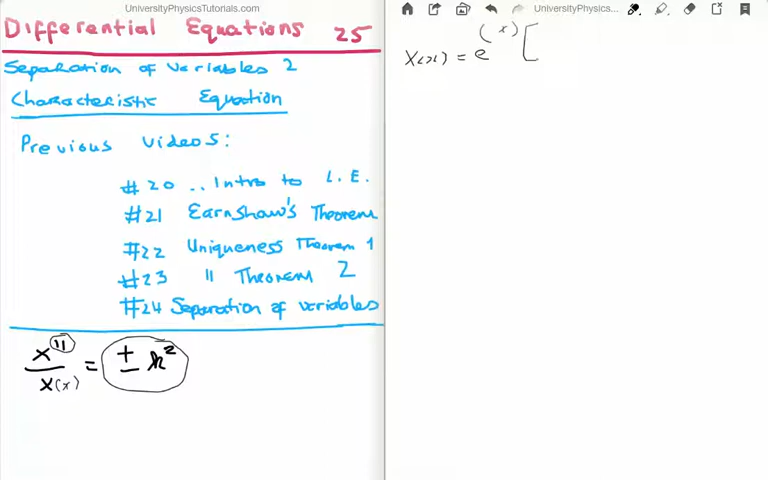 UniversityPhysicsTutorials.com
Differential Equations 25
Separation of Variables 2
Characteristic Equation
Previous videos:
#20 .. Intro to L.E.
#21 Earnshaw's Theorem
#22 Uniqueness Theorem 1
#23 " Theorem 2
#24 Separation of variables
X'' / X(x) = ± k²
UniversityPhysics...
X(x) = e^( x) [